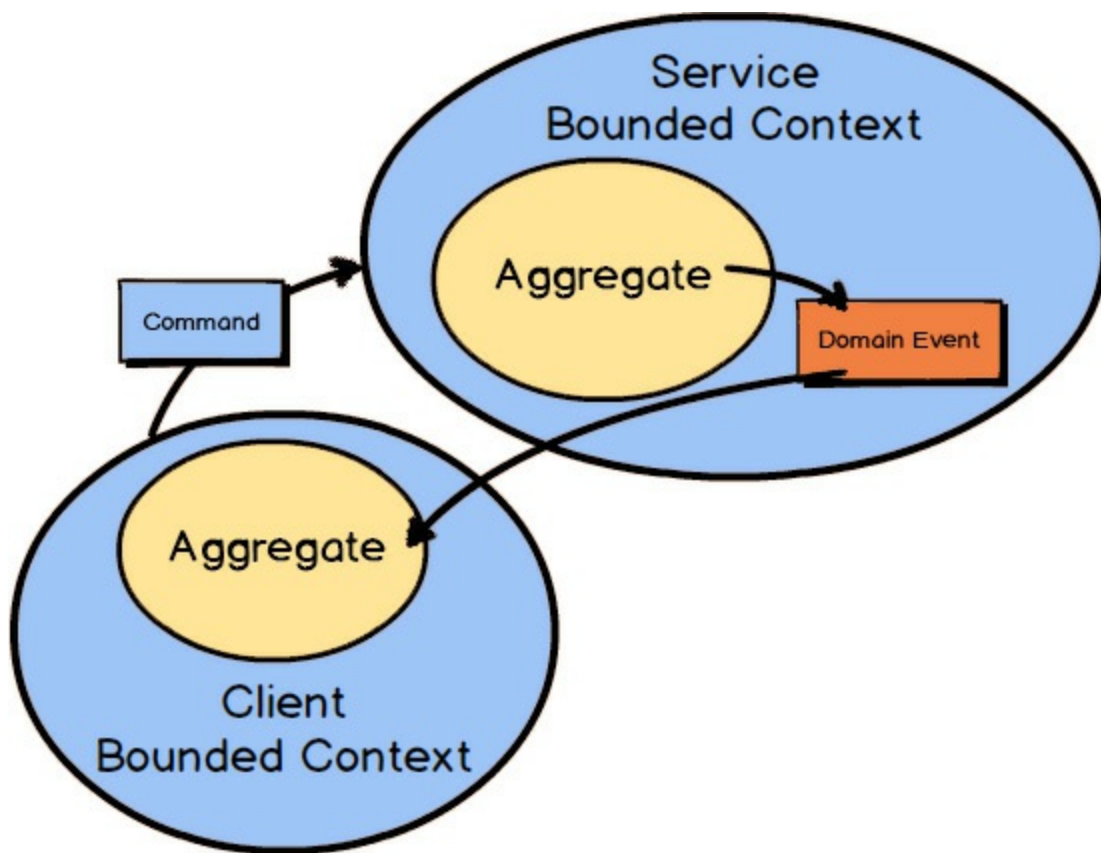 Service
Bounded Context
Aggregate
Domain Event
Command
Aggregate
Client
Bounded Context